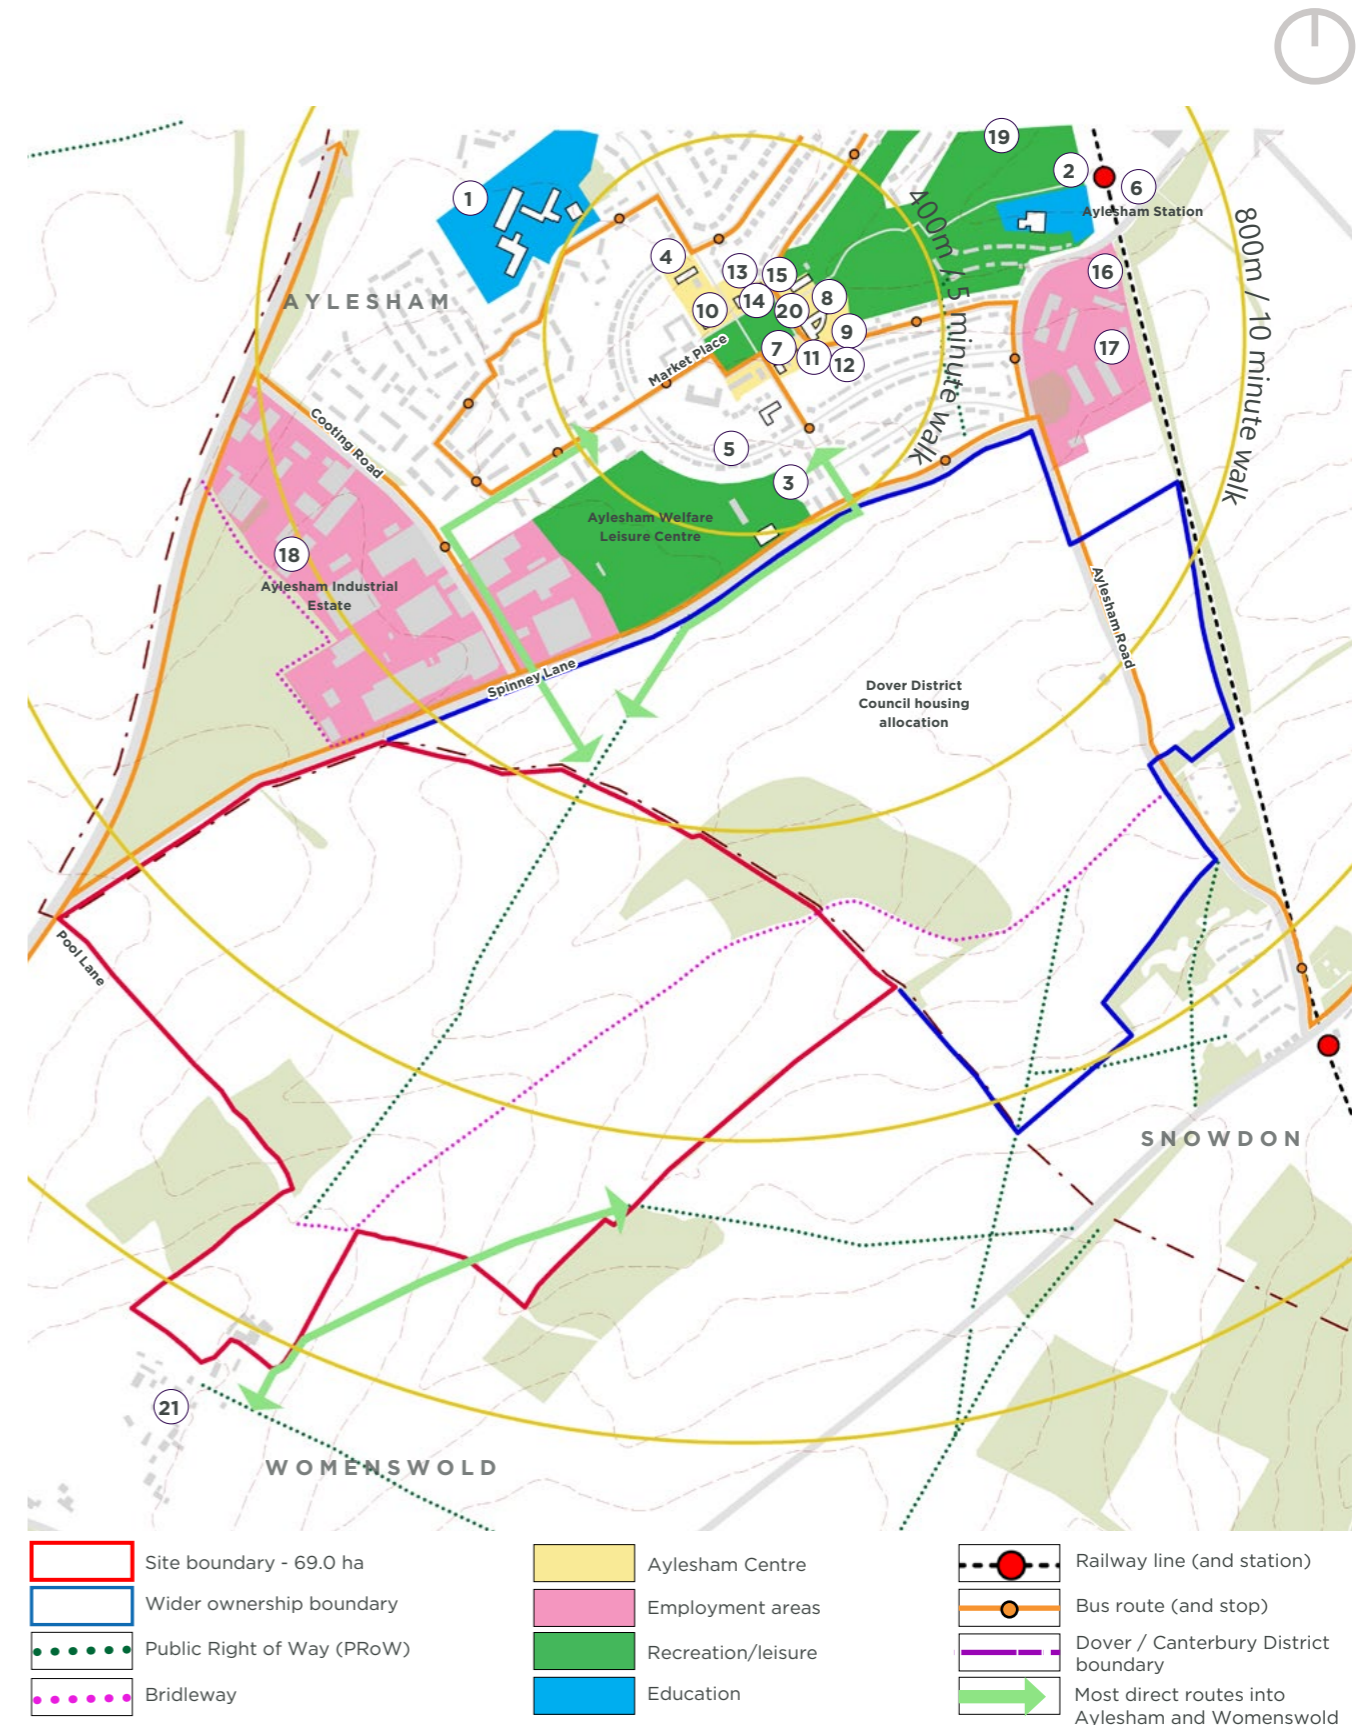 19
2
6
Aylesham Station
1
400m / 5 minute walk
800m / 10 minute walk
AYLESHAM
4
13
15
16
14
8
10
20
9
7
11
12
17
Market Place
Cooting Road
5
3
Aylesham Welfare
Leisure Centre
18
Aylesham Industrial
Estate
Aylesham Road
Spinney Lane
Dover District
Council housing
allocation
Pool Lane
SNOWDON
21
WOMENSWOLD
Site boundary - 69.0 ha
Wider ownership boundary
Public Right of Way (PRoW)
Bridleway
Aylesham Centre
Employment areas
Recreation/leisure
Education
Railway line (and station)
Bus route (and stop)
Dover / Canterbury District
boundary
Most direct routes into
Aylesham and Womenswold